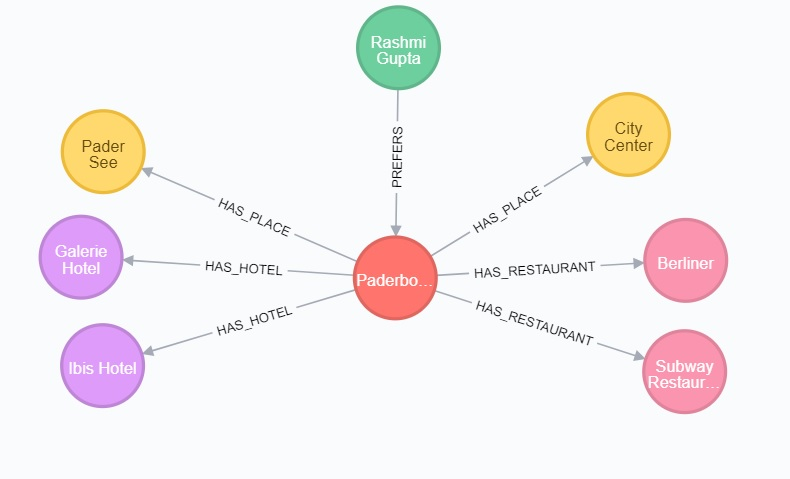 Rashmi
Gupta
PREFERS
Pader
See
HAS_PLACE
City
Center
HAS_PLACE
Galerie
Hotel
HAS_HOTEL
Paderbo...
HAS_RESTAURANT
Berliner
Ibis Hotel
HAS_HOTEL
HAS_RESTAURANT
Subway
Restaur...